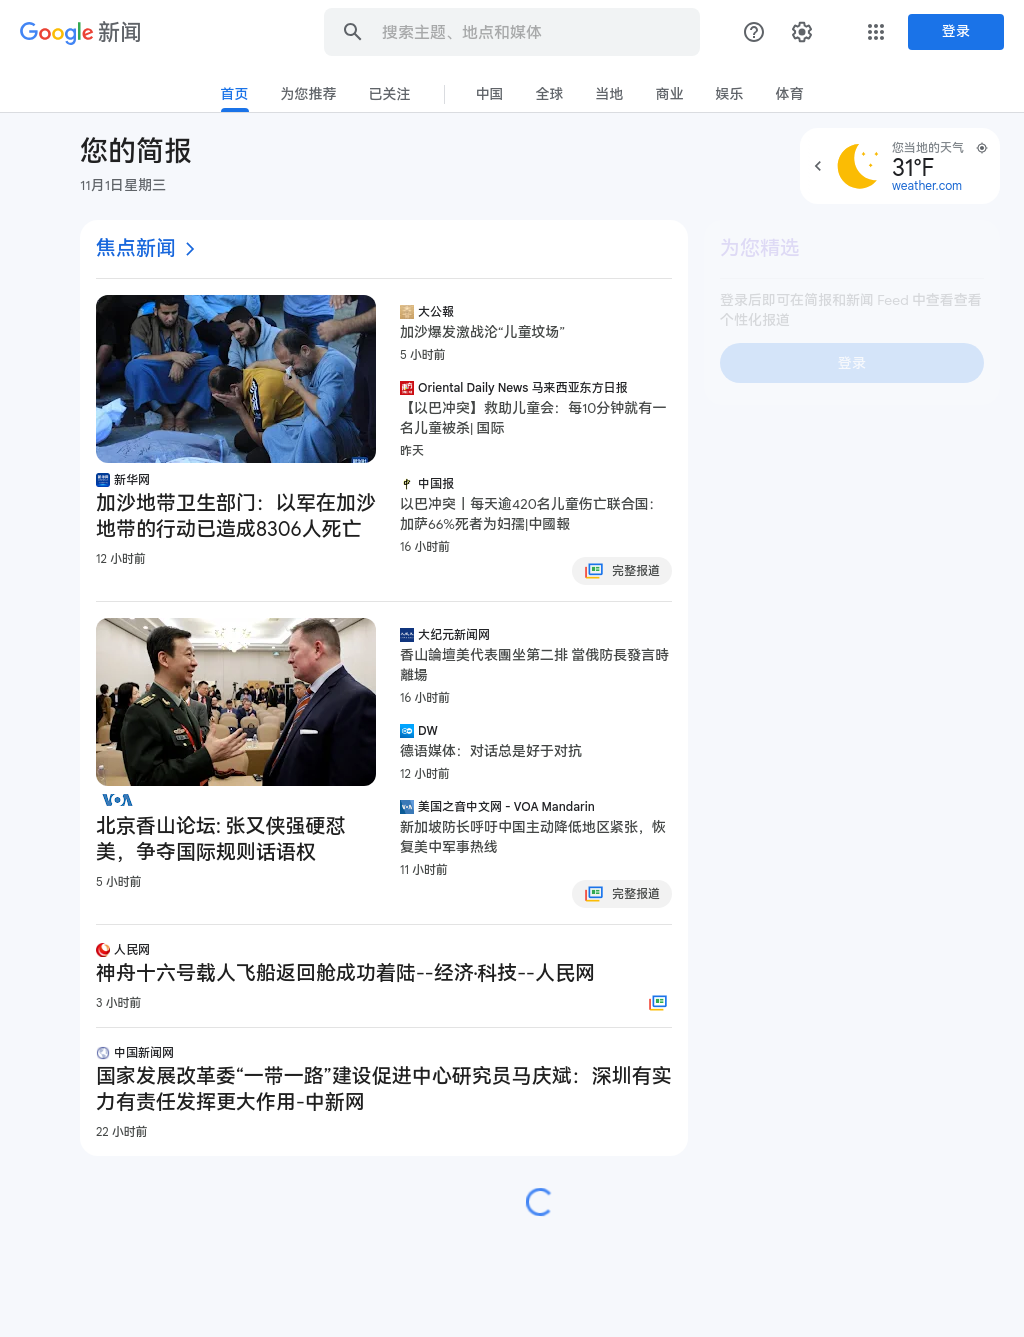 Google 新闻
搜索主题、地点和媒体
登录
首页
为您推荐
已关注
中国
全球
当地
商业
娱乐
体育
您的简报
11月1日星期三
您当地的天气
31°F
weather.com
焦点新闻
新华网
加沙地带卫生部门：以军在加沙
地带的行动已造成8306人死亡
12 小时前
大公報
加沙爆发激战沦“儿童坟场”
5 小时前
Oriental Daily News 马来西亚东方日报
【以巴冲突】救助儿童会：每10分钟就有一
名儿童被杀| 国际
昨天
中国报
以巴冲突丨每天逾420名儿童伤亡联合国：
加萨66%死者为妇孺|中國報
16 小时前
完整报道
VOA
北京香山论坛: 张又侠强硬怼
美，争夺国际规则话语权
5 小时前
大纪元新闻网
香山論壇美代表團坐第二排 當俄防長發言時
離場
16 小时前
DW
德语媒体：对话总是好于对抗
12 小时前
美国之音中文网 - VOA Mandarin
新加坡防长呼吁中国主动降低地区紧张，恢
复美中军事热线
11 小时前
完整报道
人民网
神舟十六号载人飞船返回舱成功着陆--经济·科技--人民网
3 小时前
中国新闻网
国家发展改革委“一带一路”建设促进中心研究员马庆斌：深圳有实
力有责任发挥更大作用-中新网
22 小时前
为您精选
登录后即可在简报和新闻 Feed 中查看查看
个性化报道
登录